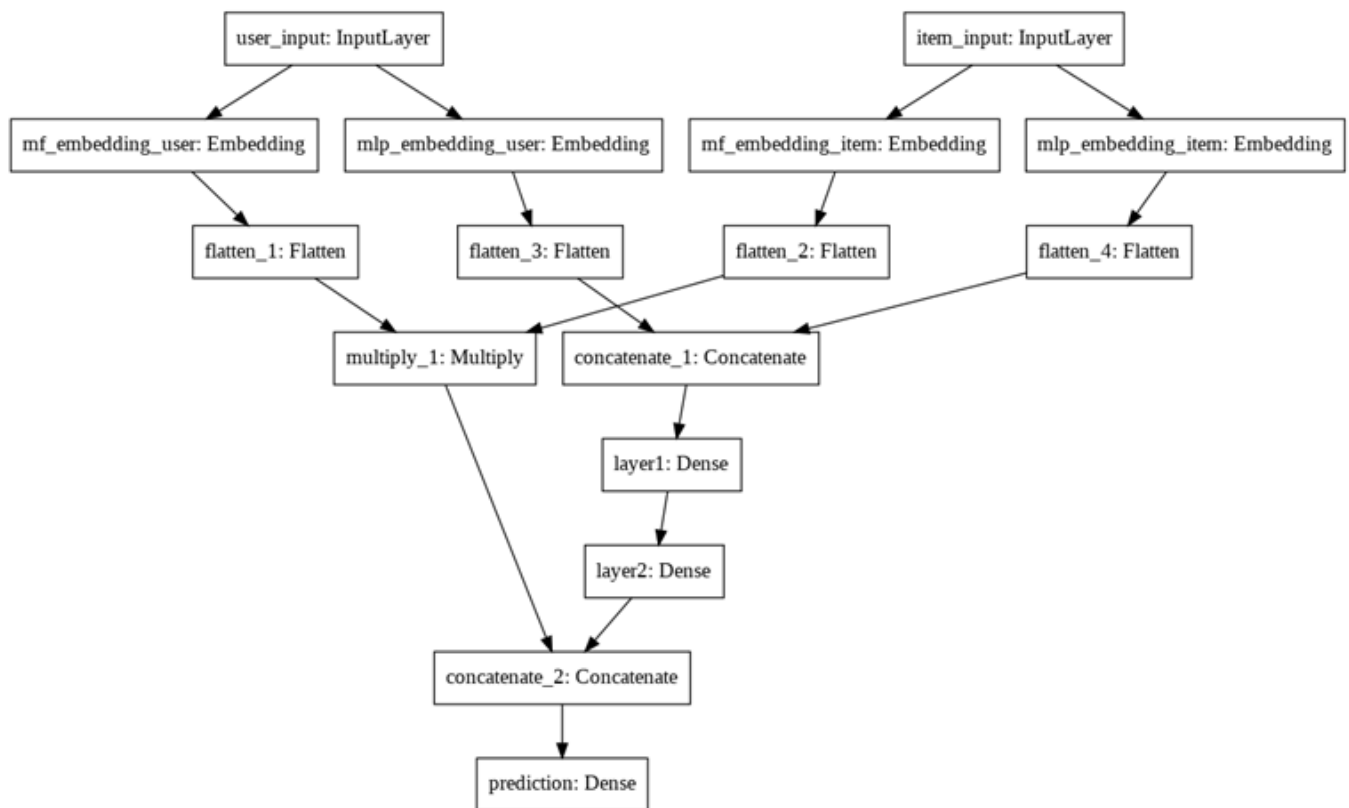 user_input: InputLayer
item_input: InputLayer
mf_embedding_user: Embedding
mlp_embedding_user: Embedding
mf_embedding_item: Embedding
mlp_embedding_item: Embedding
flatten_1: Flatten
flatten_3: Flatten
flatten_2: Flatten
flatten_4: Flatten
multiply_1: Multiply
concatenate_1: Concatenate
layer1: Dense
layer2: Dense
concatenate_2: Concatenate
prediction: Dense